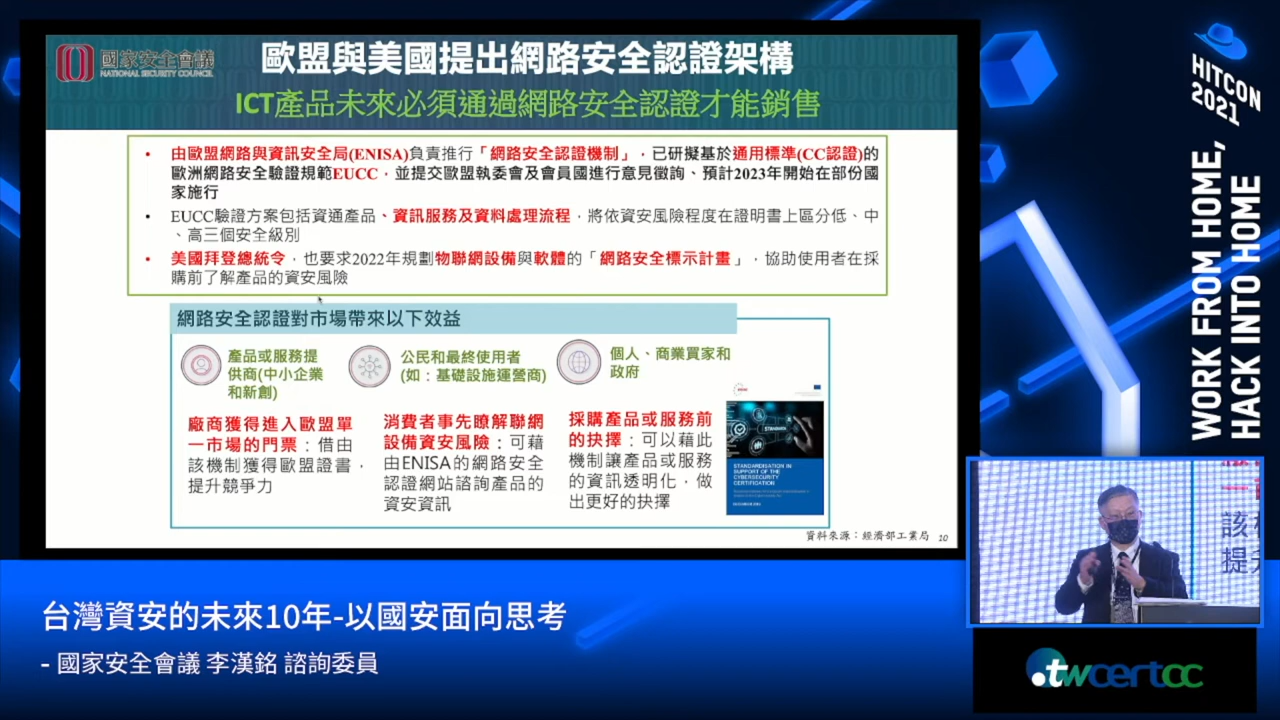 國家安全會議
NATIONAL SECURITY COUNCIL
歐盟與美國提出網路安全認證架構
ICT產品未來必須通過網路安全認證才能銷售
• 由歐盟網路與資訊安全局(ENISA)負責推行「網路安全認證機制」，已研擬基於通用標準(CC認證)的
歐洲網路安全驗證規範EUCC，並提交歐盟執委會及會員國進行意見徵詢、預計2023年開始在部份國
家施行
• EUCC驗證方案包括資通產品、資訊服務及資料處理流程，將依資安風險程度在證明書上區分低、中
、高三個安全級別
• 美國拜登總統令，也要求2022年規劃物聯網設備與軟體的「網路安全標示計畫」，協助使用者在採
購前了解產品的資安風險
網路安全認證對市場帶來以下效益
產品或服務提
供商(中小企業
和新創)
公民和最終使用者
(如：基礎設施運營商)
個人、商業買家和
政府
廠商獲得進入歐盟單
一市場的門票：借由
該機制獲得歐盟證書，
提升競爭力
消費者事先瞭解聯網
設備資安風險：可藉
由ENISA的網路安全
認證網站諮詢產品的
資安資訊
採購產品或服務前
的抉擇：可以藉此
機制讓產品或服務
的資訊透明化，做
出更好的抉擇
STANDARDISATION IN
SUPPORT OF THE
CYBERSECURITY
CERTIFICATION
資料來源：經濟部工業局 10
HITCON
2021
WORK FROM HOME,
HACK INTO HOME
該
提升
台灣資安的未來10年-以國安面向思考
- 國家安全會議 李漢銘 諮詢委員
.twcertcc